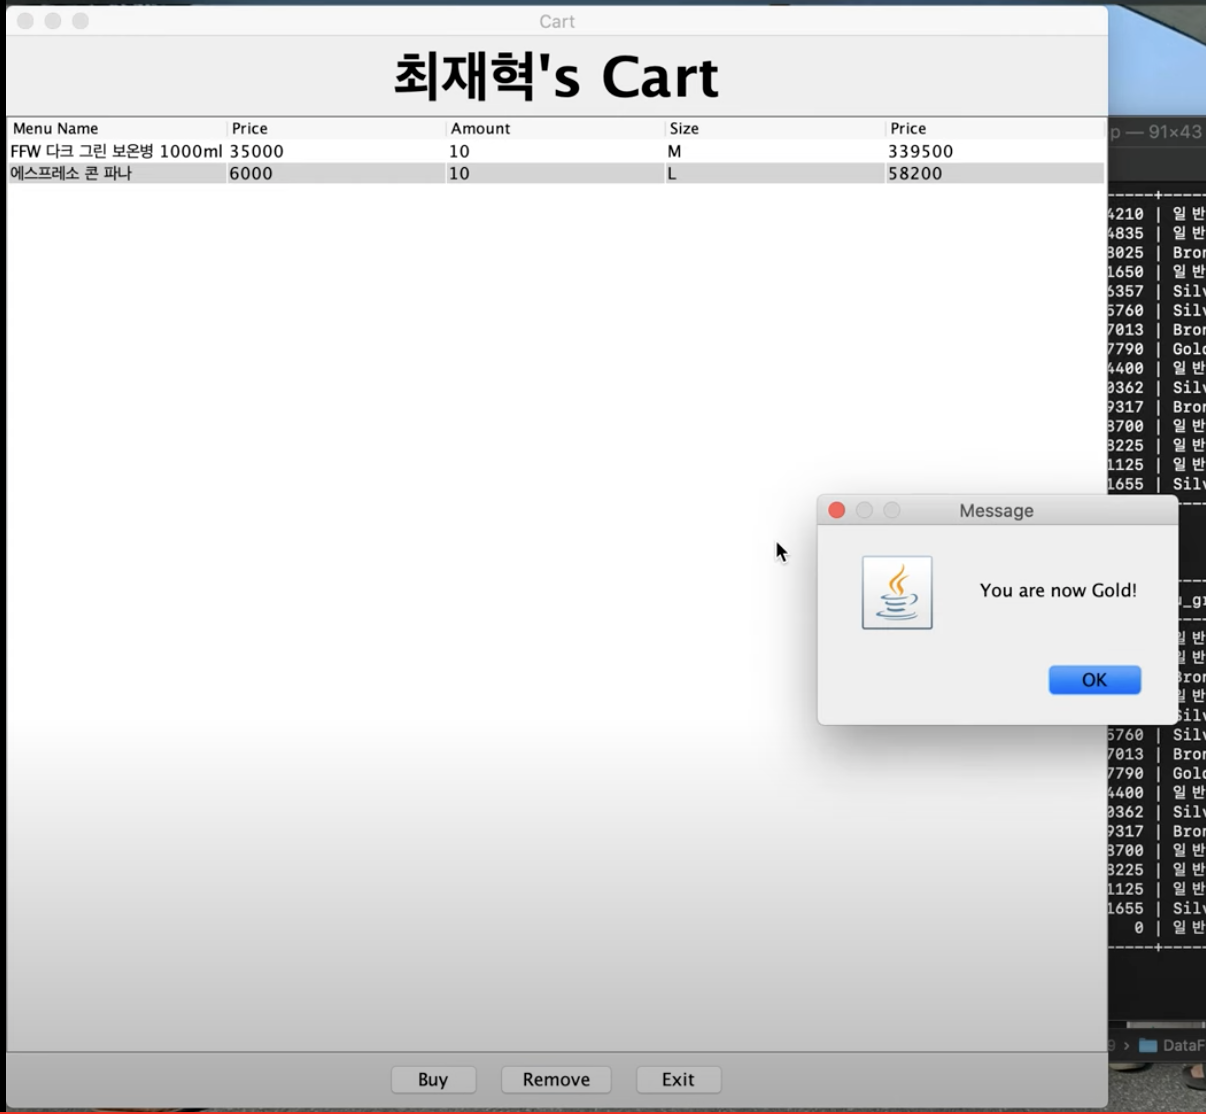 Cart
최재혁's Cart
Menu Name Price Amount Size Price
FFW 다크 그린 보온병 1000ml 35000 10 M 339500
에스프레소 콘 파나 6000 10 L 58200
p — 91×43
4210 | 일 반
4835 | 일 반
3025 | Bron
1650 | 일 반
6357 | Silv
5760 | Silv
7013 | Bron
7790 | Gold
4400 | 일 반
0362 | Silv
9317 | Bron
3700 | 일 반
3225 | 일 반
1125 | 일 반
1655 | Silv
Message
You are now Gold!
OK
u_gr
일 반
일 반
Bron
일 반
Silv
5760 | Silv
7013 | Bron
7790 | Gold
4400 | 일 반
0362 | Silv
9317 | Bron
3700 | 일 반
3225 | 일 반
1125 | 일 반
1655 | Silv
0 | 일 반
9 › DataF
Buy Remove Exit